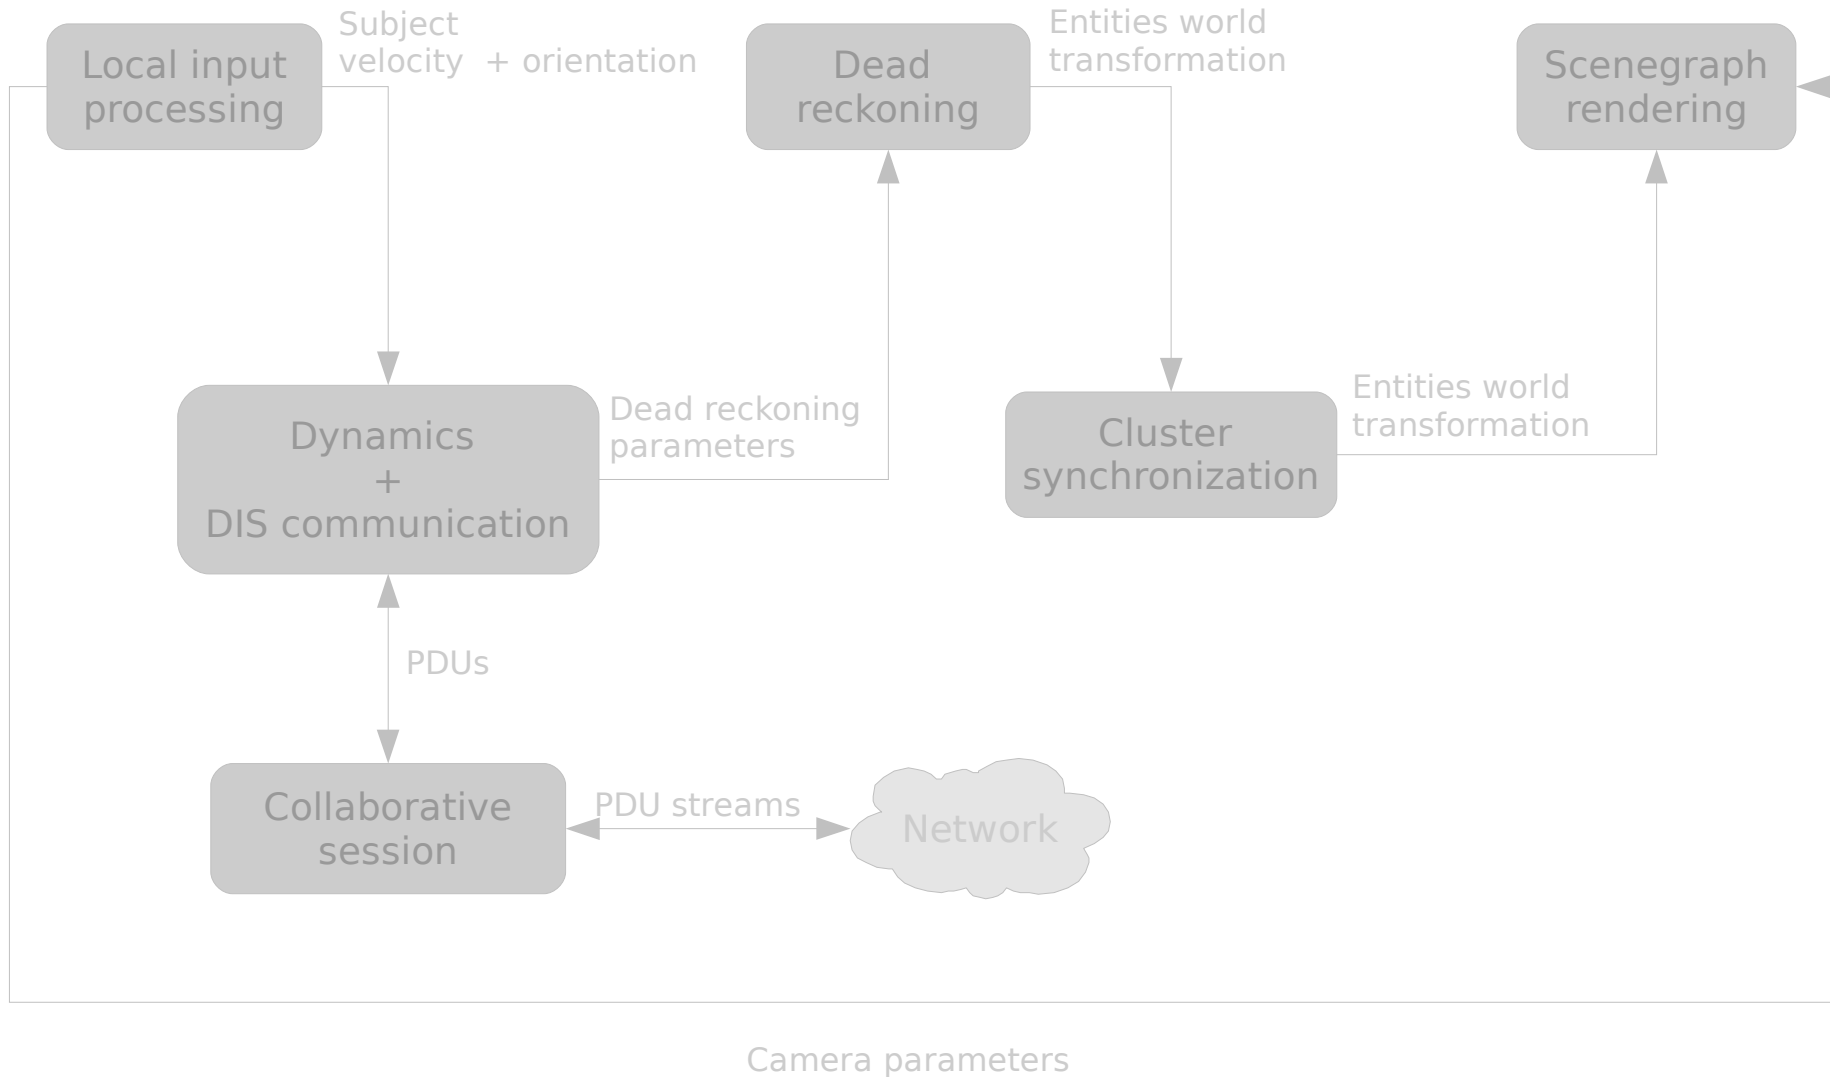 Local input
processing
Subject
velocity + orientation
Dead
reckoning
Entities world
transformation
Scenegraph
rendering
Dynamics
+
DIS communication
Dead reckoning
parameters
Cluster
synchronization
Entities world
transformation
PDUs
Collaborative
session
PDU streams
Network
Camera parameters